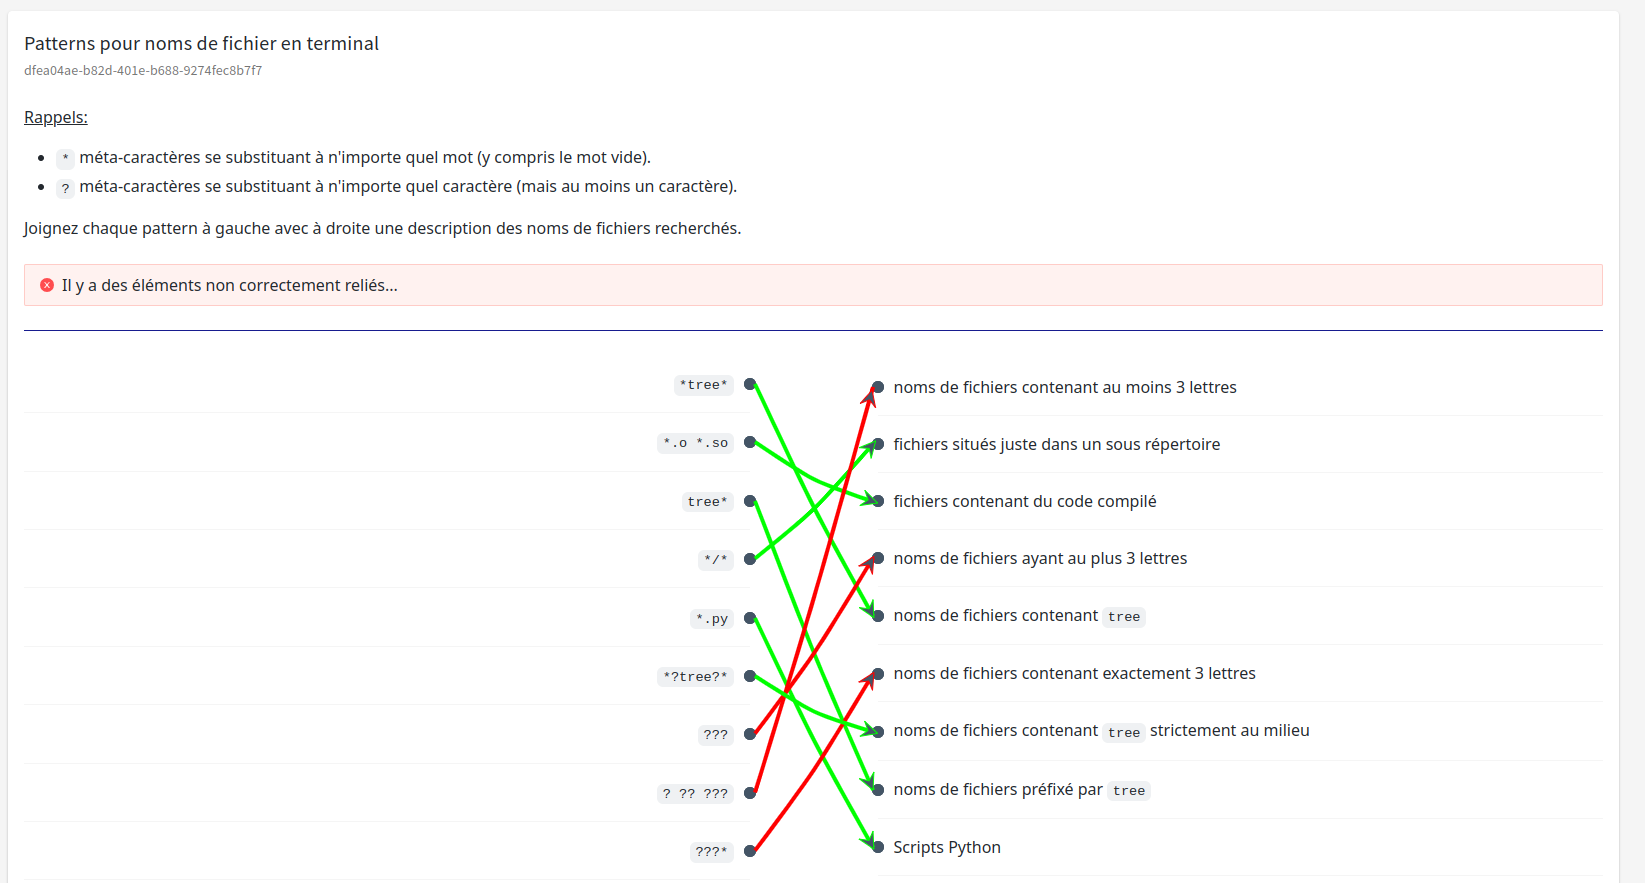 Patterns pour noms de fichier en terminal
dfea04ae-b82d-401e-b688-9274fec8b7f7
Rappels:
* méta-caractères se substituant à n'importe quel mot (y compris le mot vide).
? méta-caractères se substituant à n'importe quel caractère (mais au moins un caractère).
Joignez chaque pattern à gauche avec à droite une description des noms de fichiers recherchés.
Il y a des éléments non correctement reliés...
*tree*
noms de fichiers contenant au moins 3 lettres
*.o *.so
fichiers situés juste dans un sous répertoire
tree*
fichiers contenant du code compilé
*/*
noms de fichiers ayant au plus 3 lettres
*.py
noms de fichiers contenant tree
*?tree?*
noms de fichiers contenant exactement 3 lettres
???
noms de fichiers contenant tree strictement au milieu
? ?? ???
noms de fichiers préfixé par tree
???*
Scripts Python